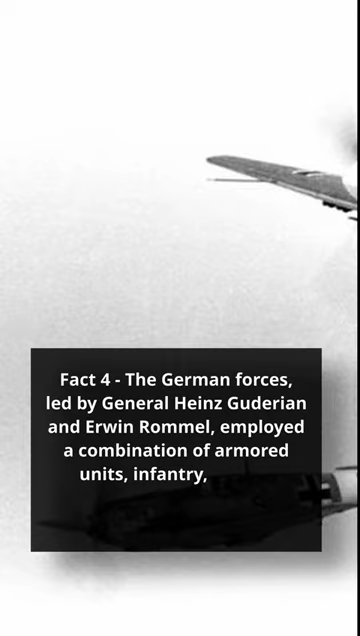 Fact 4 - The German forces,
led by General Heinz Guderian
and Erwin Rommel, employed
a combination of armored
units, infantry,